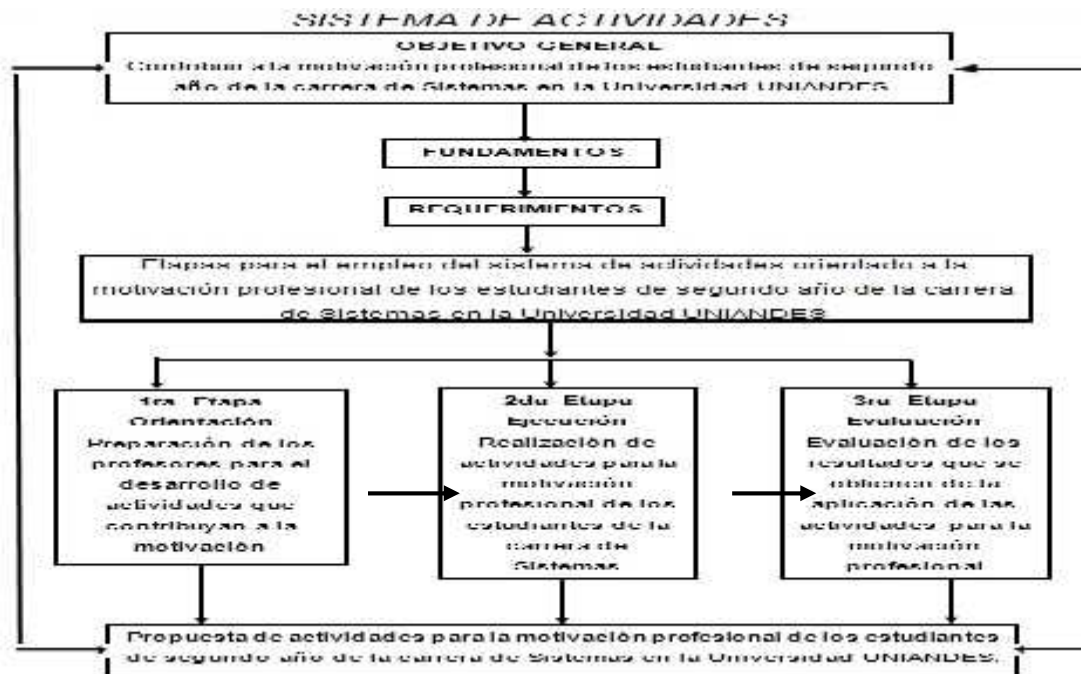 SISTEMA DE ACTIVIDADES
OBJETIVO GENERAL
Contribuir a la motivación profesional de los estudiantes de segundo
año de la carrera de Sistemas en la Universidad UNIANDES
FUNDAMENTOS
REQUERIMIENTOS
Etapas para el empleo del sistema de actividades orientado a la
motivación profesional de los estudiantes de segundo año de la carrera
de Sistemas en la Universidad UNIANDES
1ra Etapa
Orientación
Preparación de los
profesores para el
desarrollo de
actividades que
contribuyan a la
motivación
2da Etapa
Ejecución
Realización de
actividades para la
motivación
profesional de los
estudiantes de la
carrera de
Sistemas
3ra Etapa
Evaluación
Evaluación de los
resultados que se
obtienen de la
aplicación de las
actividades para la
motivación
profesional
Propuesta de actividades para la motivación profesional de los estudiantes
de segundo año de la carrera de Sistemas en la Universidad UNIANDES.